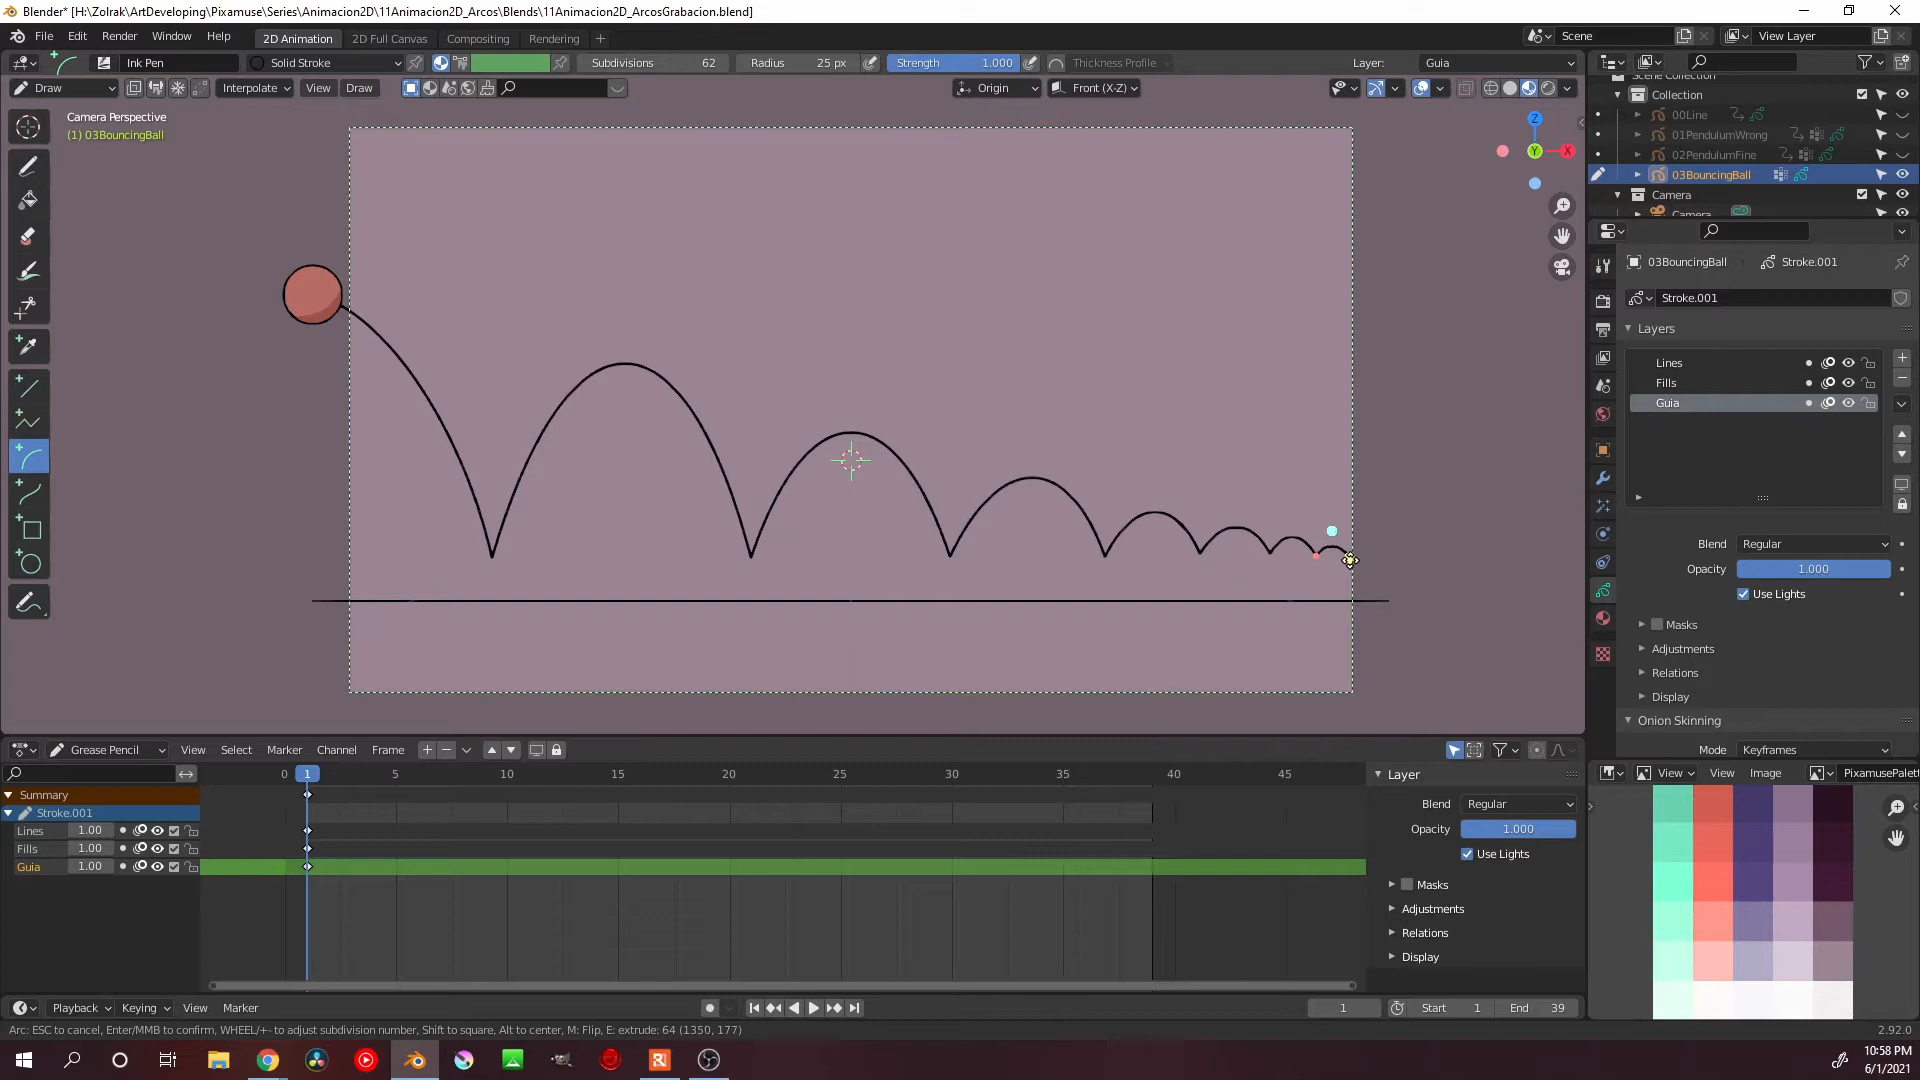 Blender* [H:\Zolrak\ArtDeveloping\Pixamuse\Series\Animacion2D\11Animacion2D_Arcos\Blends\11Animacion2D_ArcosGrabacion.blend]
File Edit Render Window Help 2D Animation 2D Full Canvas Compositing Rendering + Scene View Layer
Ink Pen Solid Stroke Subdivisions 62 Radius 25 px Strength 1.000 Thickness Profile Layer: Guia
Draw Interpolate View Draw Origin Front (X-Z)
Camera Perspective
(1) 03BouncingBall
Z
Y
X
Scene Collection
Collection
00Line
01PendulumWrong
02PendulumFine
03BouncingBall
Camera
Camera
03BouncingBall Stroke.001
Stroke.001
Layers
Lines
Fills
Guia
Blend Regular
Opacity 1.000
Use Lights
Masks
Adjustments
Relations
Display
Onion Skinning
Mode Keyframes
Grease Pencil View Select Marker Channel Frame
0 1 5 10 15 20 25 30 35 40 45
Summary
Stroke.001
Lines 1.00
Fills 1.00
Guia 1.00
Layer
Blend Regular
Opacity 1.000
Use Lights
Masks
Adjustments
Relations
Display
View View Image PixamusePalett
Playback Keying View Marker 1 Start 1 End 39
Arc: ESC to cancel, Enter/MMB to confirm, WHEEL/+- to adjust subdivision number, Shift to square, Alt to center, M: Flip, E: extrude: 64 (1350, 177)
2.92.0
10:58 PM
6/1/2021